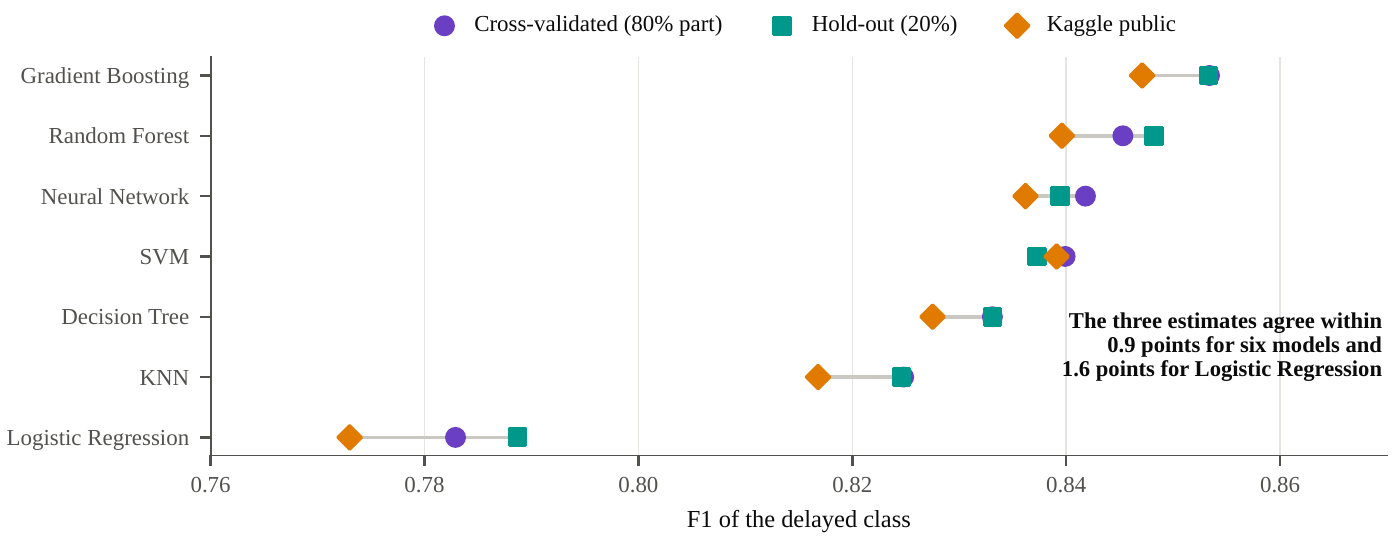 Cross-validated (80% part) Hold-out (20%) Kaggle public
Gradient Boosting
Random Forest
Neural Network
SVM
Decision Tree
KNN
Logistic Regression
The three estimates agree within
0.9 points for six models and
1.6 points for Logistic Regression
0.76 0.78 0.80 0.82 0.84 0.86
F1 of the delayed class